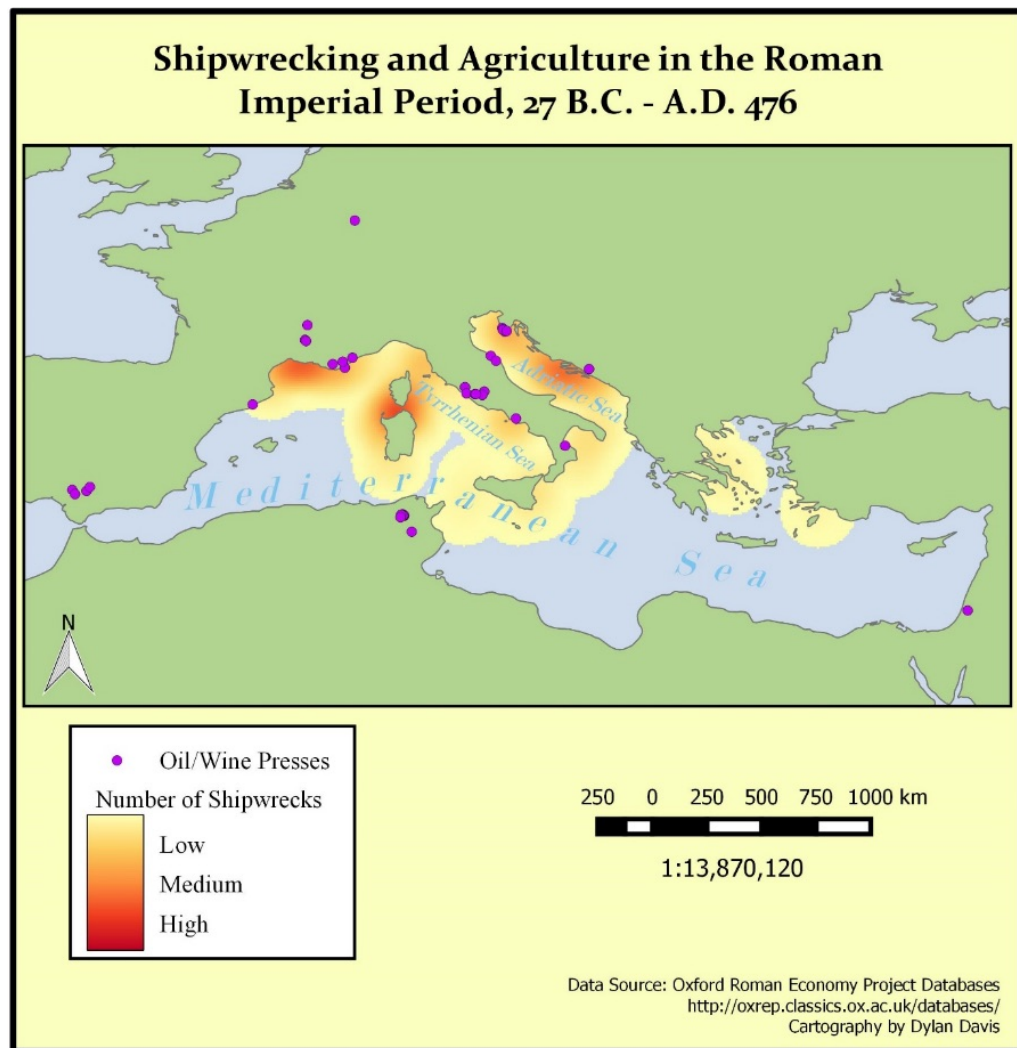 Shipwrecking and Agriculture in the Roman
Imperial Period, 27 B.C. - A.D. 476
Adriatic Sea
Tyrrhenian Sea
Mediterranean Sea
N
Oil/Wine Presses
Number of Shipwrecks
Low
Medium
High
250 0 250 500 750 1000 km
1:13,870,120
Data Source: Oxford Roman Economy Project Databases
http://oxrep.classics.ox.ac.uk/databases/
Cartography by Dylan Davis